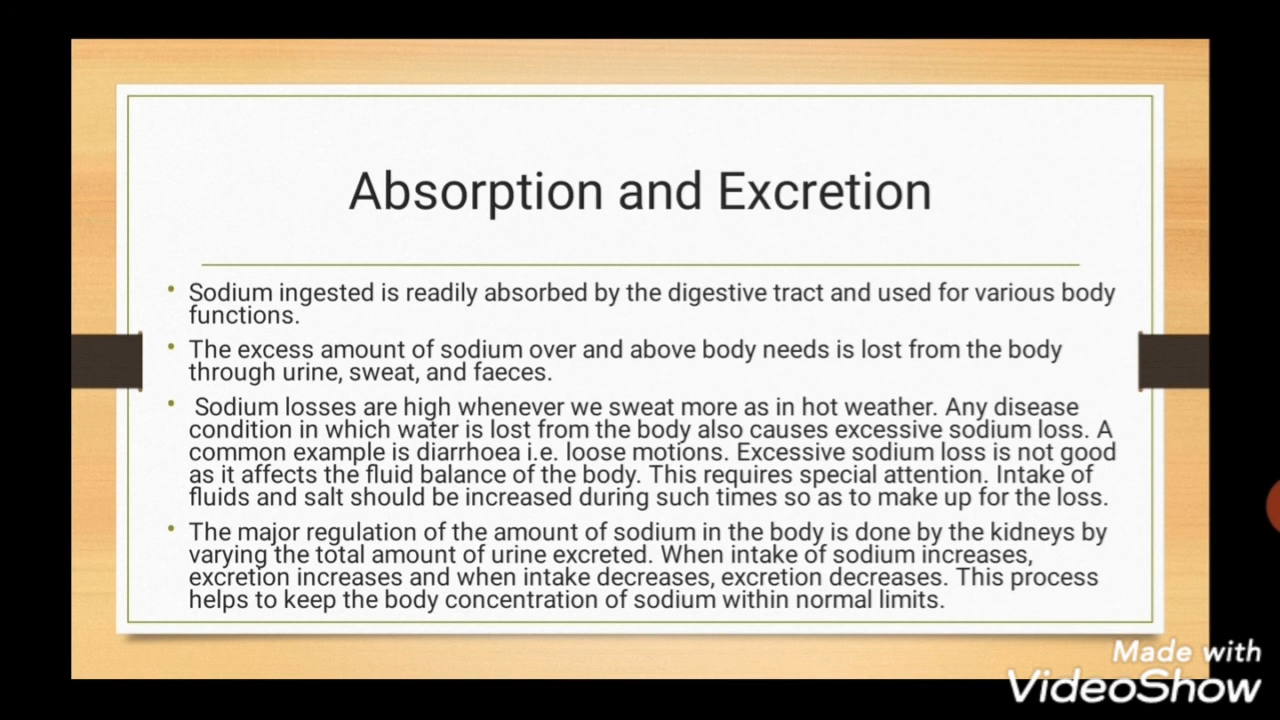 Absorption and Excretion
• Sodium ingested is readily absorbed by the digestive tract and used for various body
functions.
• The excess amount of sodium over and above body needs is lost from the body
through urine, sweat, and faeces.
• Sodium losses are high whenever we sweat more as in hot weather. Any disease
condition in which water is lost from the body also causes excessive sodium loss. A
common example is diarrhoea i.e. loose motions. Excessive sodium loss is not good
as it affects the fluid balance of the body. This requires special attention. Intake of
fluids and salt should be increased during such times so as to make up for the loss.
• The major regulation of the amount of sodium in the body is done by the kidneys by
varying the total amount of urine excreted. When intake of sodium increases,
excretion increases and when intake decreases, excretion decreases. This process
helps to keep the body concentration of sodium within normal limits.
Made with
VideoShow